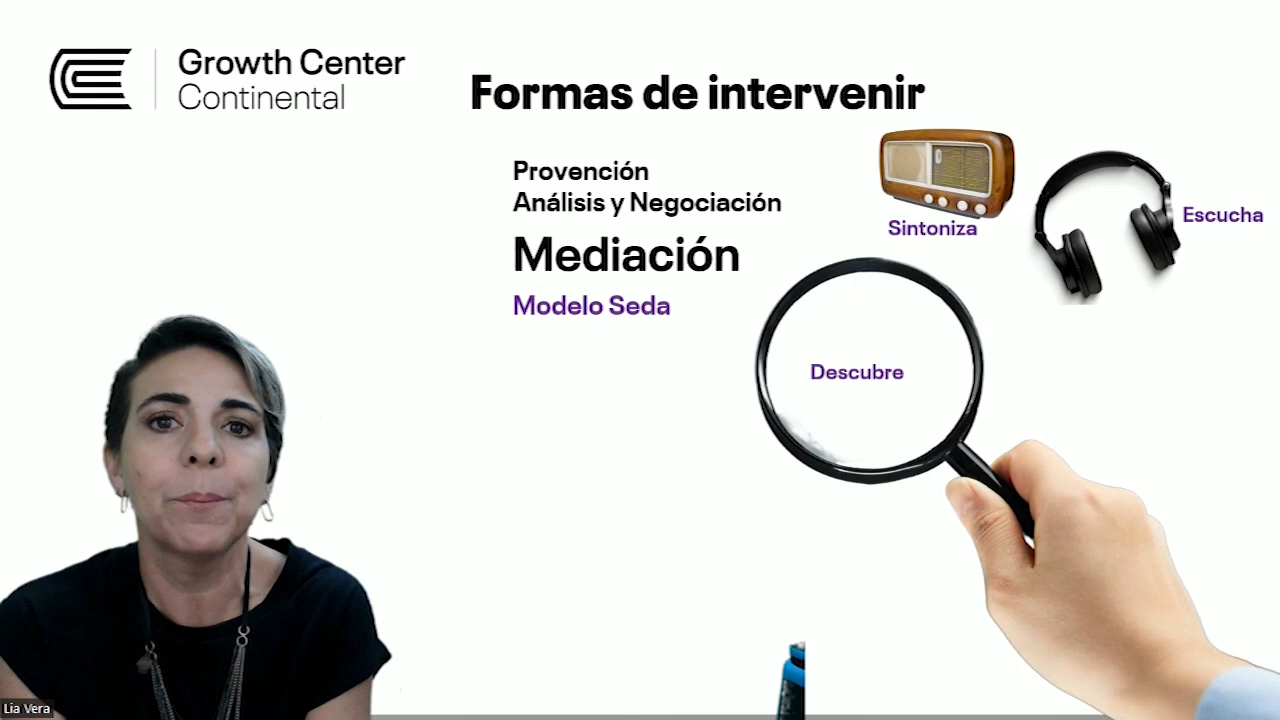 Growth Center
Continental
Formas de intervenir
Provención
Análisis y Negociación
Mediación
Modelo Seda
Sintoniza
Escucha
Descubre
Lia Vera